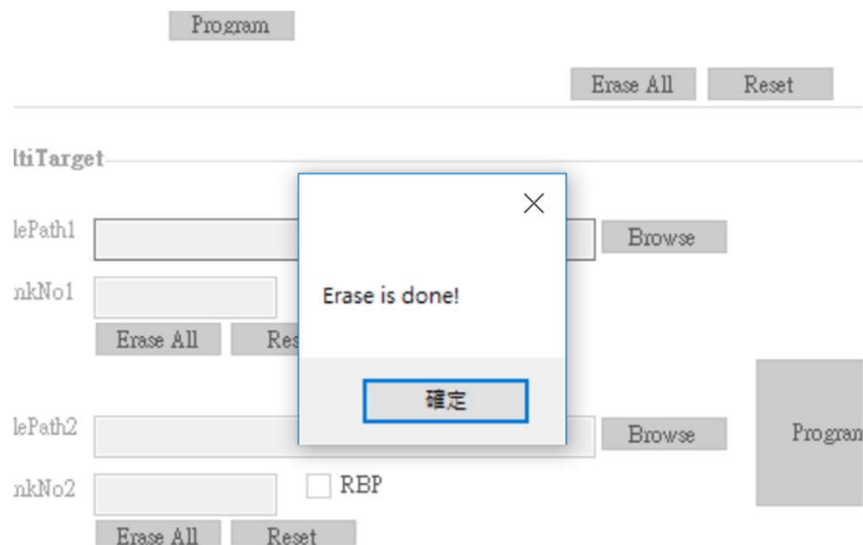 Program
Erase All Reset
ltiTarget
lePath1 Browse
nkNo1
Erase is done!
Erase All Res
確定
lePath2 Browse Program
nkNo2 RBP
Erase All Reset